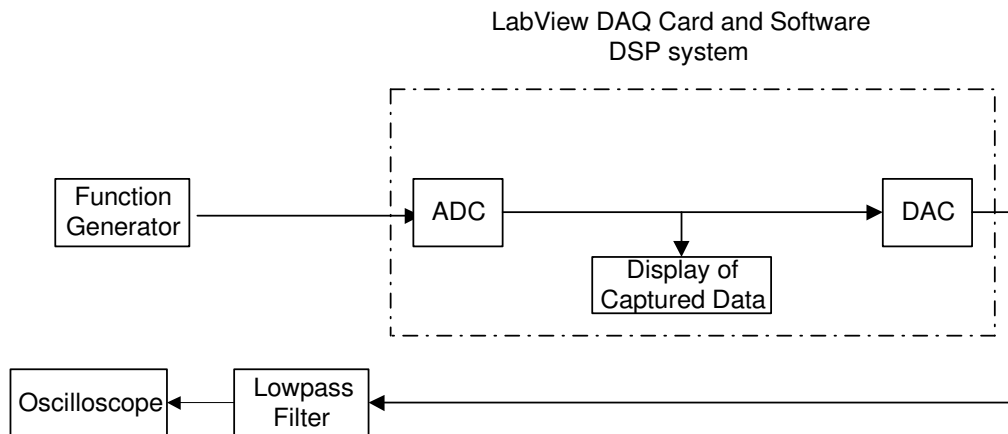 LabView DAQ Card and Software
DSP system
Function
Generator
ADC
DAC
Display of
Captured Data
Oscilloscope
Lowpass
Filter